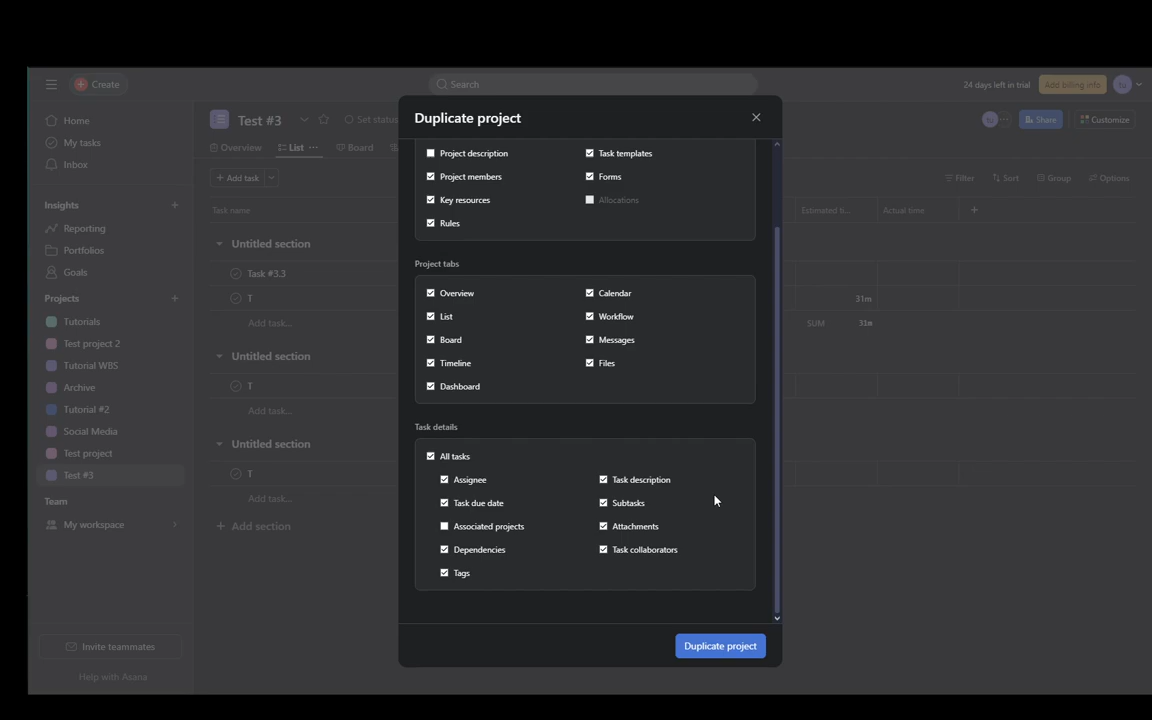 Create
Search
24 days left in trial
Add billing info
Home
My tasks
Inbox
Insights
Reporting
Portfolios
Goals
Projects
Tutorials
Test project 2
Tutorial WBS
Archive
Tutorial #2
Social Media
Test project
Test #3
Team
My workspace
Invite teammates
Help with Asana
Test #3
Set status
Share
Customize
Overview
List
Board
+ Add task
Filter
Sort
Group
Options
Task name
Estimated ti...
Actual time
Untitled section
Task #3.3
T
31m
Add task...
SUM 31m
Untitled section
T
Add task...
Untitled section
T
Add task...
+ Add section
Duplicate project
Project description
Task templates
Project members
Forms
Key resources
Allocations
Rules
Project tabs
Overview
Calendar
List
Workflow
Board
Messages
Timeline
Files
Dashboard
Task details
All tasks
Assignee
Task description
Task due date
Subtasks
Associated projects
Attachments
Dependencies
Task collaborators
Tags
Duplicate project